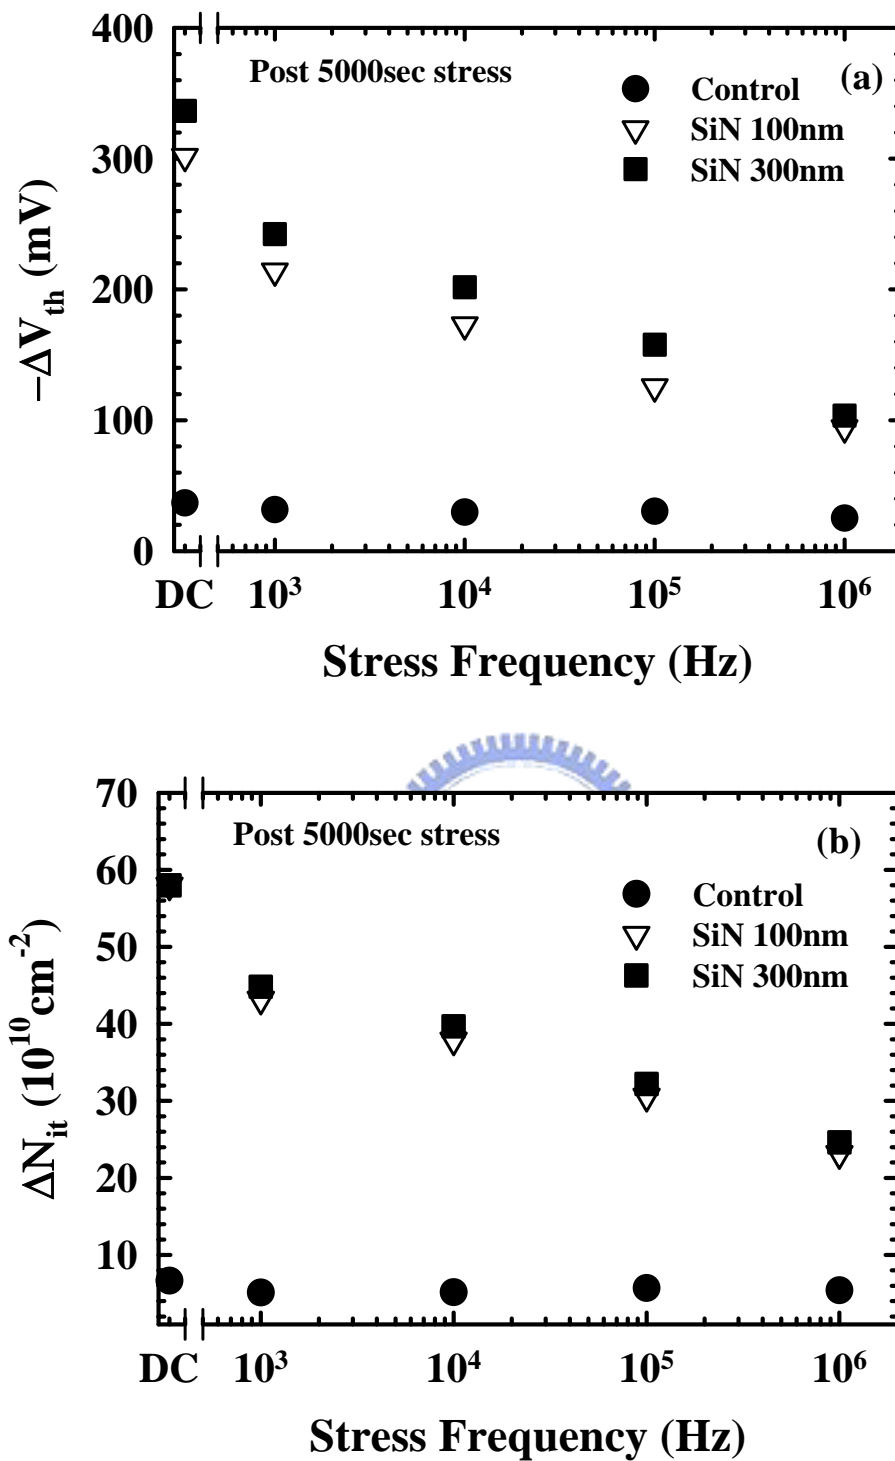 400
Post 5000sec stress
(a)
Control
SiN 100nm
SiN 300nm
300
200
100
0
−ΔV_th (mV)
DC 10³ 10⁴ 10⁵ 10⁶
Stress Frequency (Hz)
70
Post 5000sec stress
(b)
Control
SiN 100nm
SiN 300nm
60
50
40
30
20
10
ΔN_it (10¹⁰cm⁻²)
DC 10³ 10⁴ 10⁵ 10⁶
Stress Frequency (Hz)